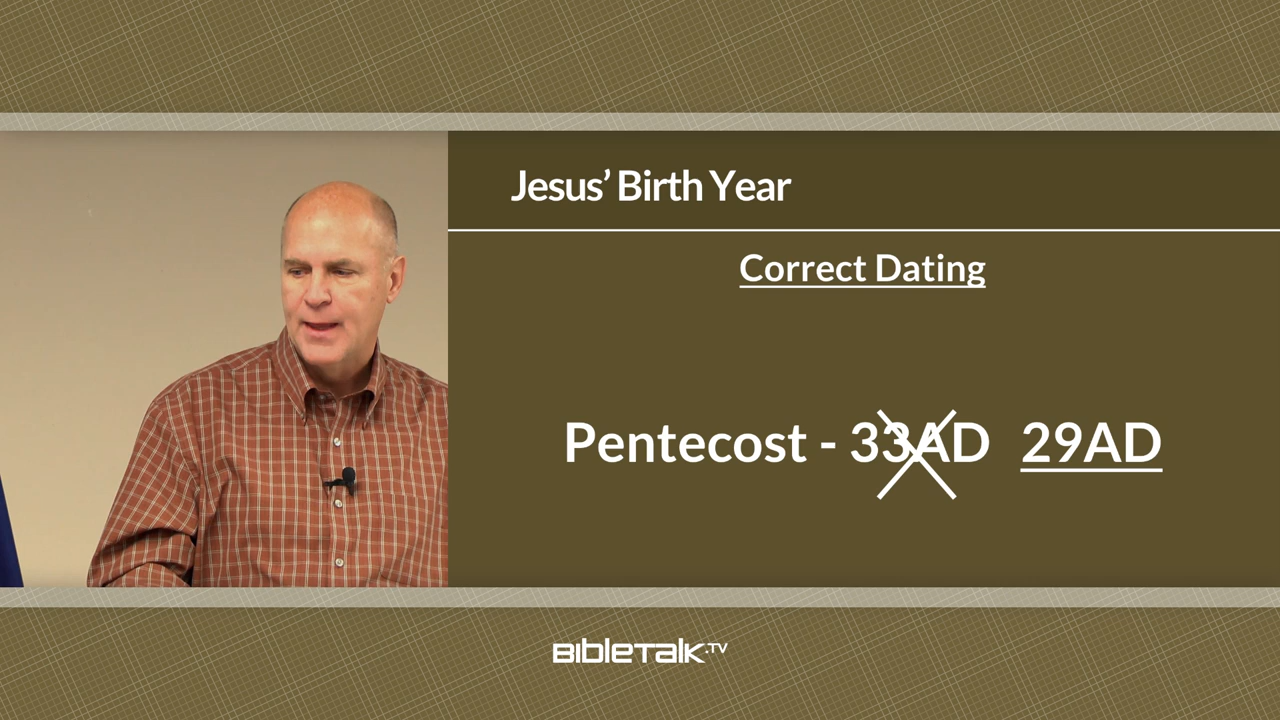 Jesus’ Birth Year
Correct Dating
Pentecost - 33AD 29AD
BIBLETALK.TV